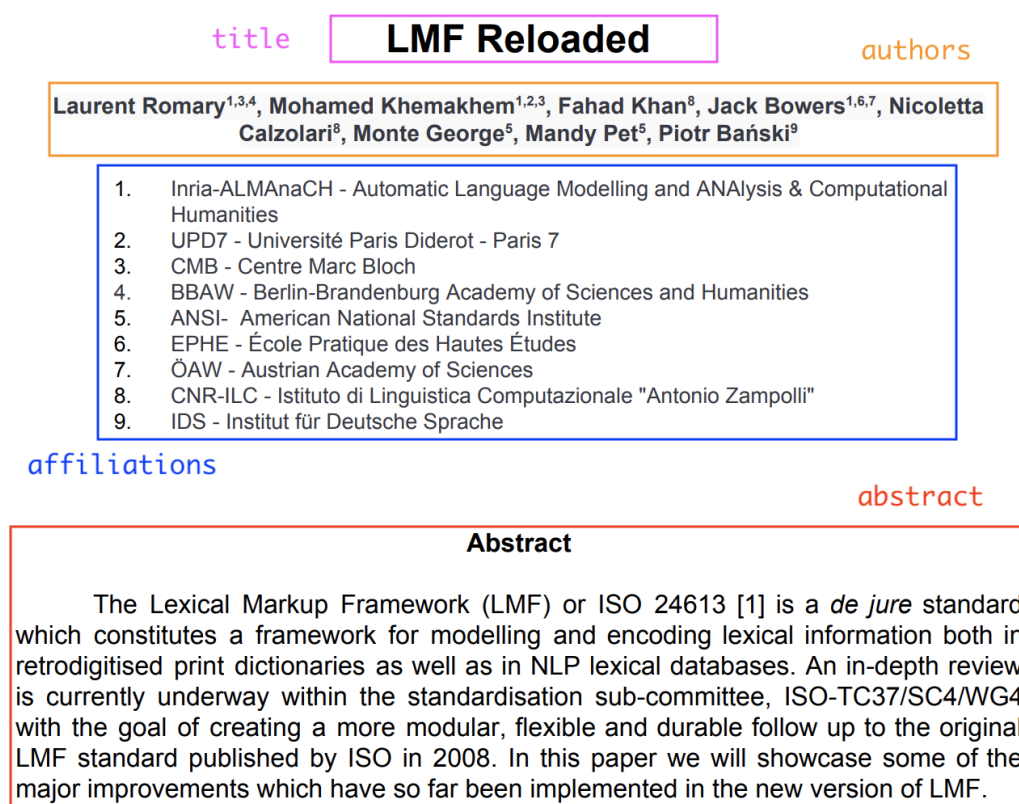 title
LMF Reloaded
authors
Laurent Romary1,3,4, Mohamed Khemakhem1,2,3, Fahad Khan8, Jack Bowers1,6,7, Nicoletta
Calzolari8, Monte George5, Mandy Pet5, Piotr Bański9
1. Inria-ALMAnaCH - Automatic Language Modelling and ANAlysis & Computational
Humanities
2. UPD7 - Université Paris Diderot - Paris 7
3. CMB - Centre Marc Bloch
4. BBAW - Berlin-Brandenburg Academy of Sciences and Humanities
5. ANSI- American National Standards Institute
6. EPHE - École Pratique des Hautes Études
7. ÖAW - Austrian Academy of Sciences
8. CNR-ILC - Istituto di Linguistica Computazionale "Antonio Zampolli"
9. IDS - Institut für Deutsche Sprache
affiliations
abstract
Abstract
The Lexical Markup Framework (LMF) or ISO 24613 [1] is a de jure standard
which constitutes a framework for modelling and encoding lexical information both in
retrodigitised print dictionaries as well as in NLP lexical databases. An in-depth review
is currently underway within the standardisation sub-committee, ISO-TC37/SC4/WG4
with the goal of creating a more modular, flexible and durable follow up to the original
LMF standard published by ISO in 2008. In this paper we will showcase some of the
major improvements which have so far been implemented in the new version of LMF.